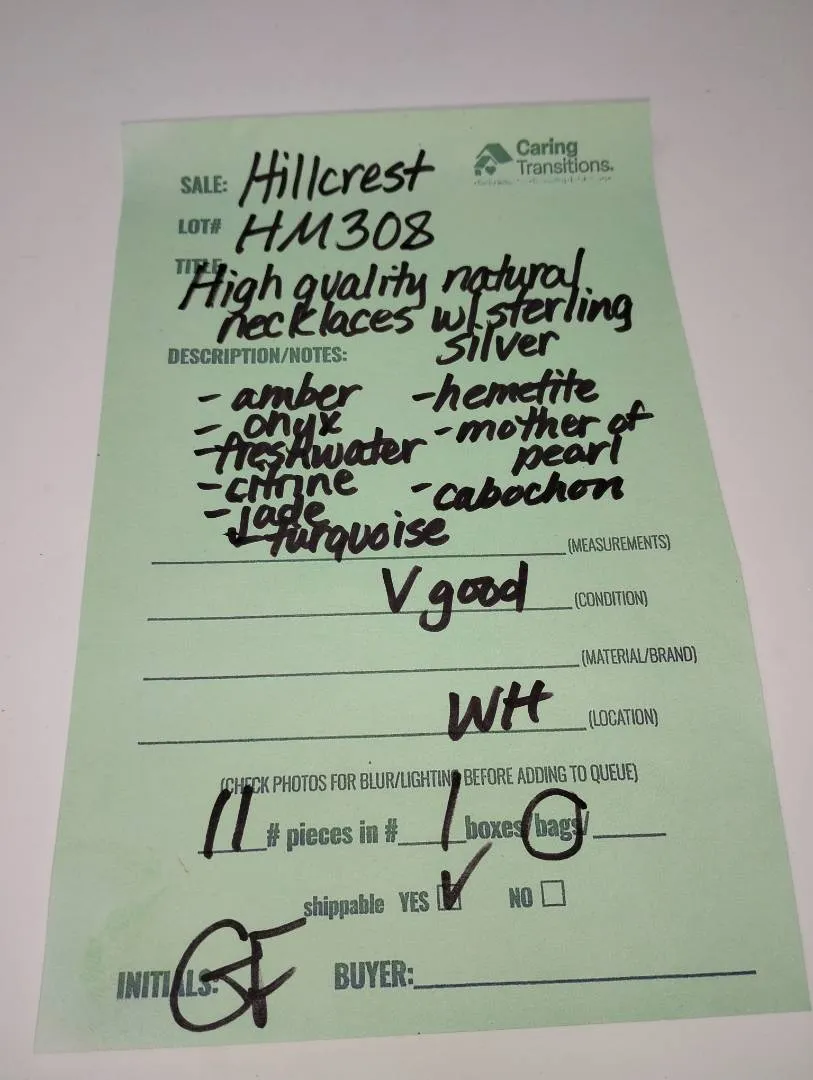 Caring
Transitions.
SALE: Hillcrest
LOT# HM308
TITLE
High quality natural
necklaces w/sterling
silver
DESCRIPTION/NOTES:
- amber
- onyx
- freshwater
- citrine
- jade
- turquoise
- hemetite
- mother of
pearl
- cabochon
(MEASUREMENTS)
V good (CONDITION)
(MATERIAL/BRAND)
WH (LOCATION)
(CHECK PHOTOS FOR BLUR/LIGHTING BEFORE ADDING TO QUEUE)
11 # pieces in # 1 boxes/bags/
shippable YES ✓ NO
INITIALS: BUYER: